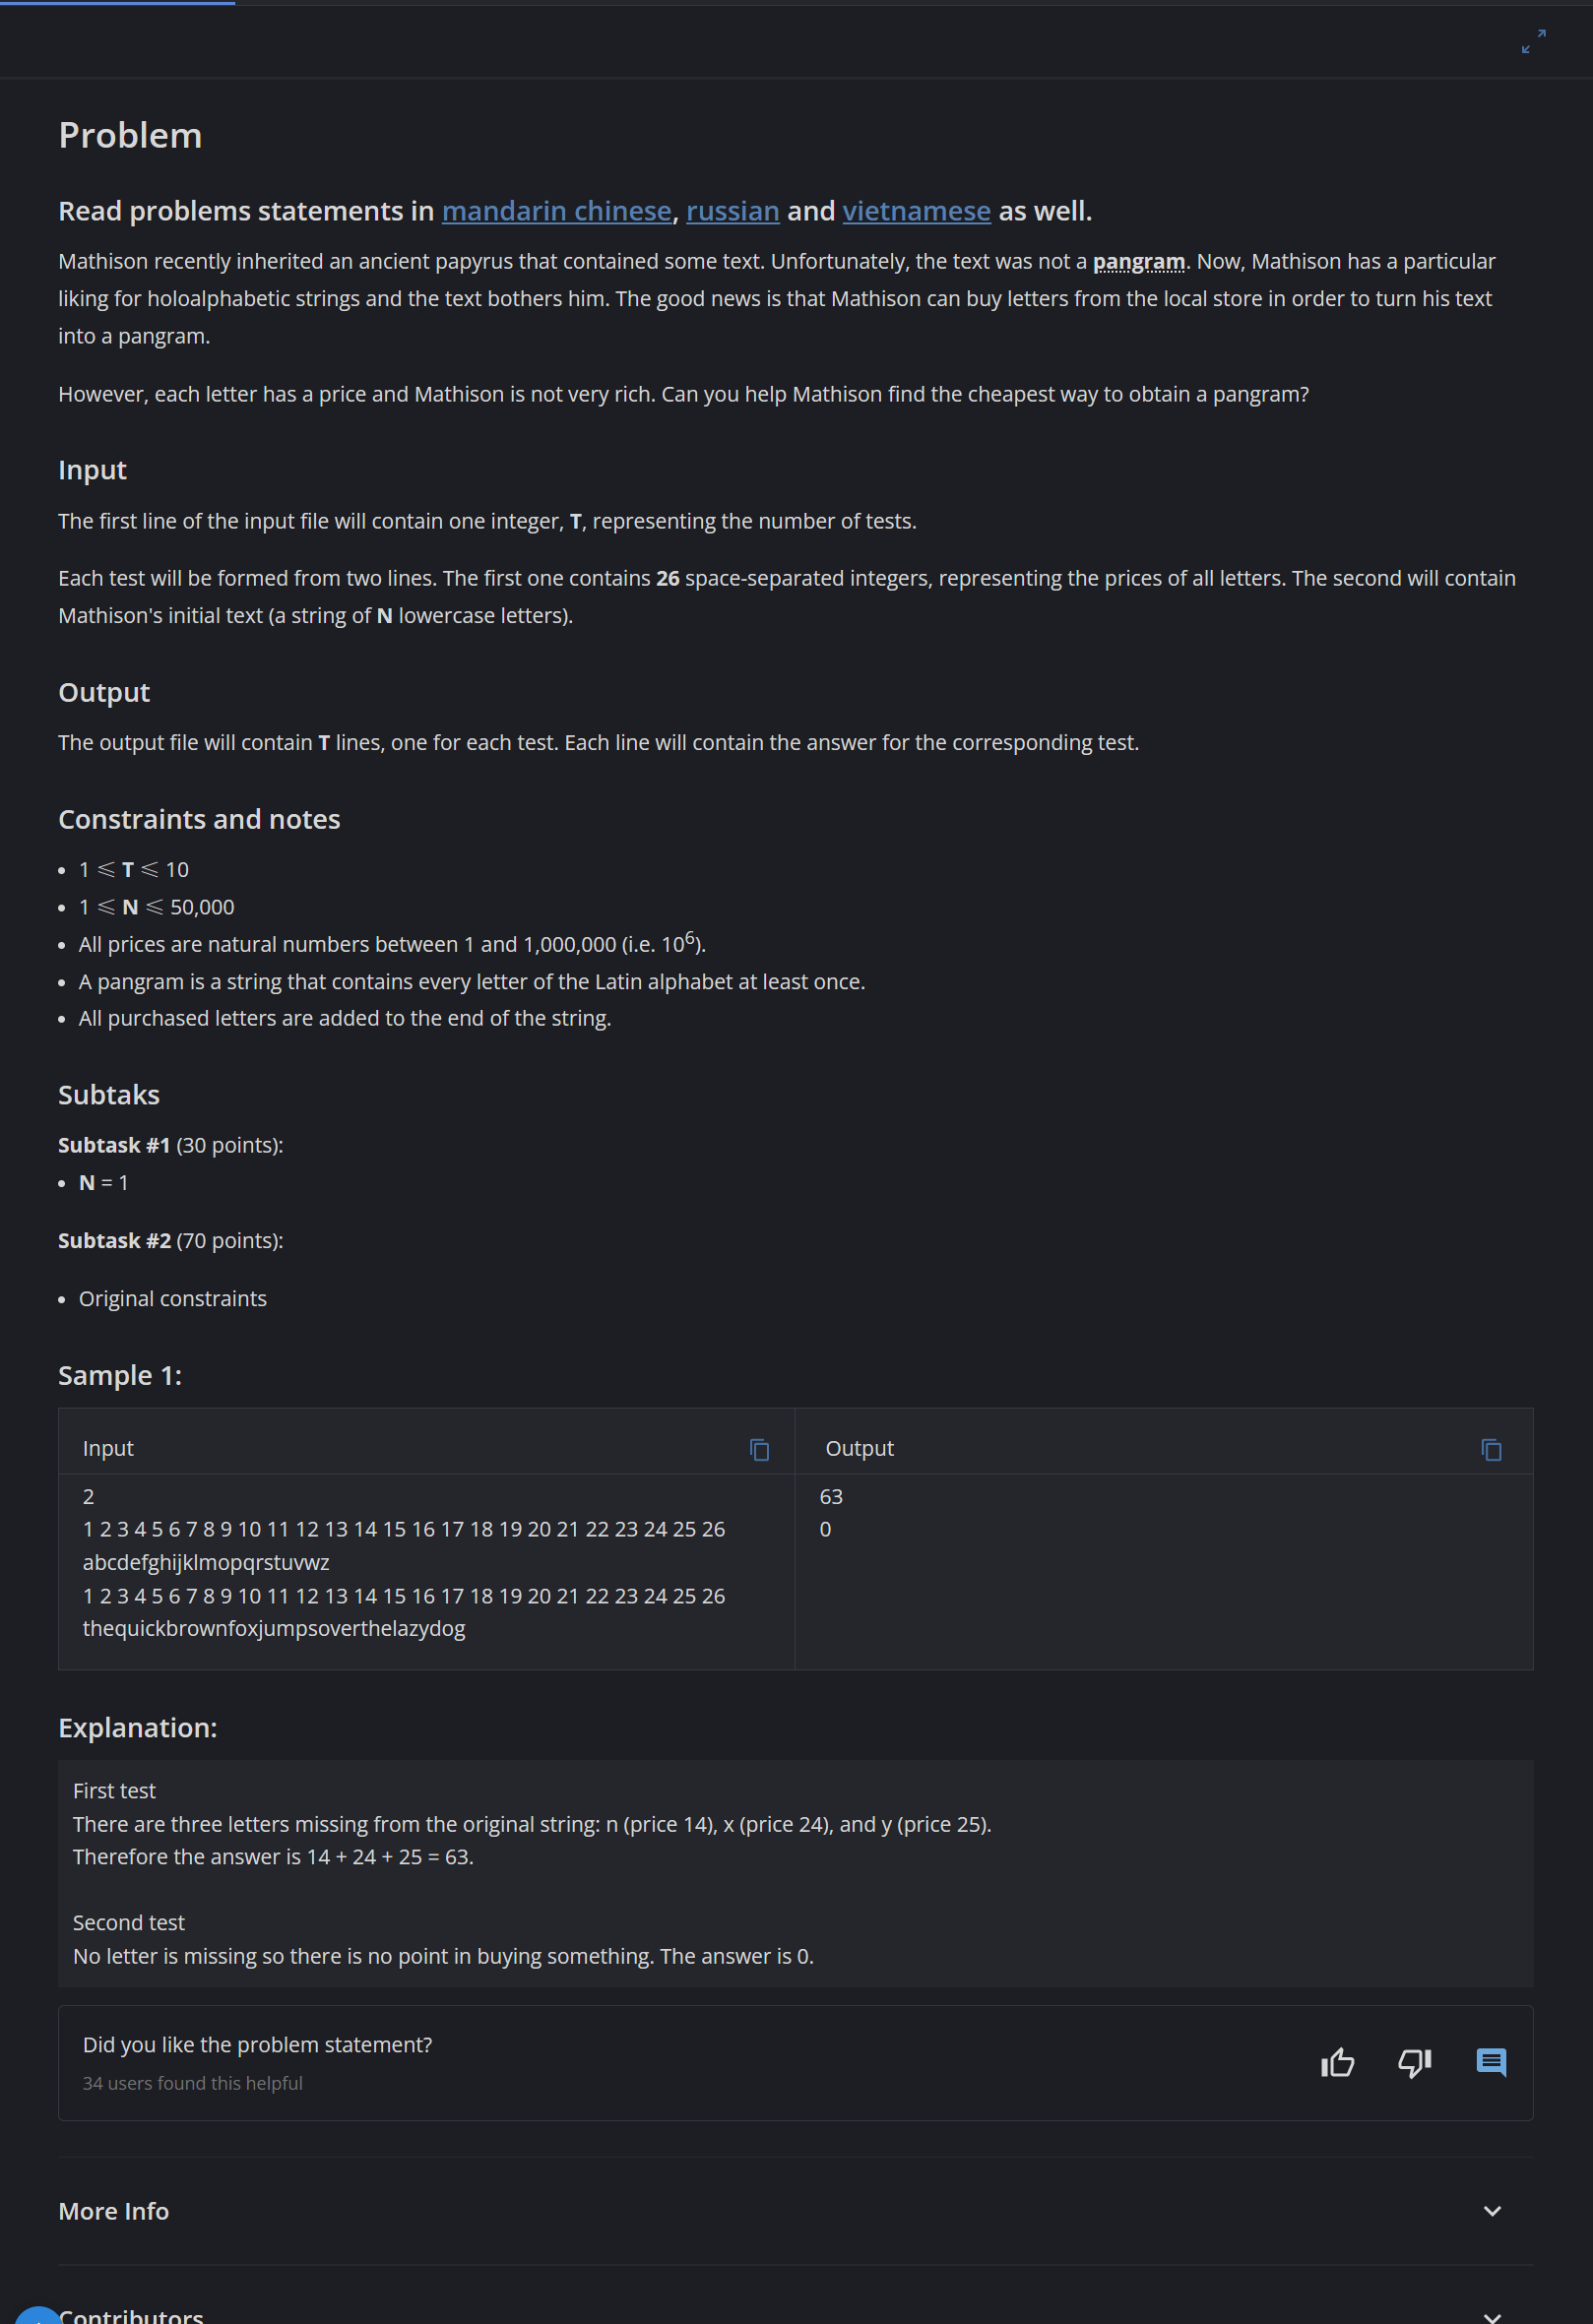 Problem
Read problems statements in mandarin chinese, russian and vietnamese as well.
Mathison recently inherited an ancient papyrus that contained some text. Unfortunately, the text was not a pangram. Now, Mathison has a particular
liking for holoalphabetic strings and the text bothers him. The good news is that Mathison can buy letters from the local store in order to turn his text
into a pangram.
However, each letter has a price and Mathison is not very rich. Can you help Mathison find the cheapest way to obtain a pangram?
Input
The first line of the input file will contain one integer, T, representing the number of tests.
Each test will be formed from two lines. The first one contains 26 space-separated integers, representing the prices of all letters. The second will contain
Mathison's initial text (a string of N lowercase letters).
Output
The output file will contain T lines, one for each test. Each line will contain the answer for the corresponding test.
Constraints and notes
• 1 ⩽ T ⩽ 10
• 1 ⩽ N ⩽ 50,000
• All prices are natural numbers between 1 and 1,000,000 (i.e. 10⁶).
• A pangram is a string that contains every letter of the Latin alphabet at least once.
• All purchased letters are added to the end of the string.
Subtaks
Subtask #1 (30 points):
• N = 1
Subtask #2 (70 points):
• Original constraints
Sample 1:
Input
2
1 2 3 4 5 6 7 8 9 10 11 12 13 14 15 16 17 18 19 20 21 22 23 24 25 26
abcdefghijklmopqrstuvwz
1 2 3 4 5 6 7 8 9 10 11 12 13 14 15 16 17 18 19 20 21 22 23 24 25 26
thequickbrownfoxjumpsoverthelazydog
Output
63
0
Explanation:
First test
There are three letters missing from the original string: n (price 14), x (price 24), and y (price 25).
Therefore the answer is 14 + 24 + 25 = 63.
Second test
No letter is missing so there is no point in buying something. The answer is 0.
Did you like the problem statement?
34 users found this helpful
More Info
Contributors